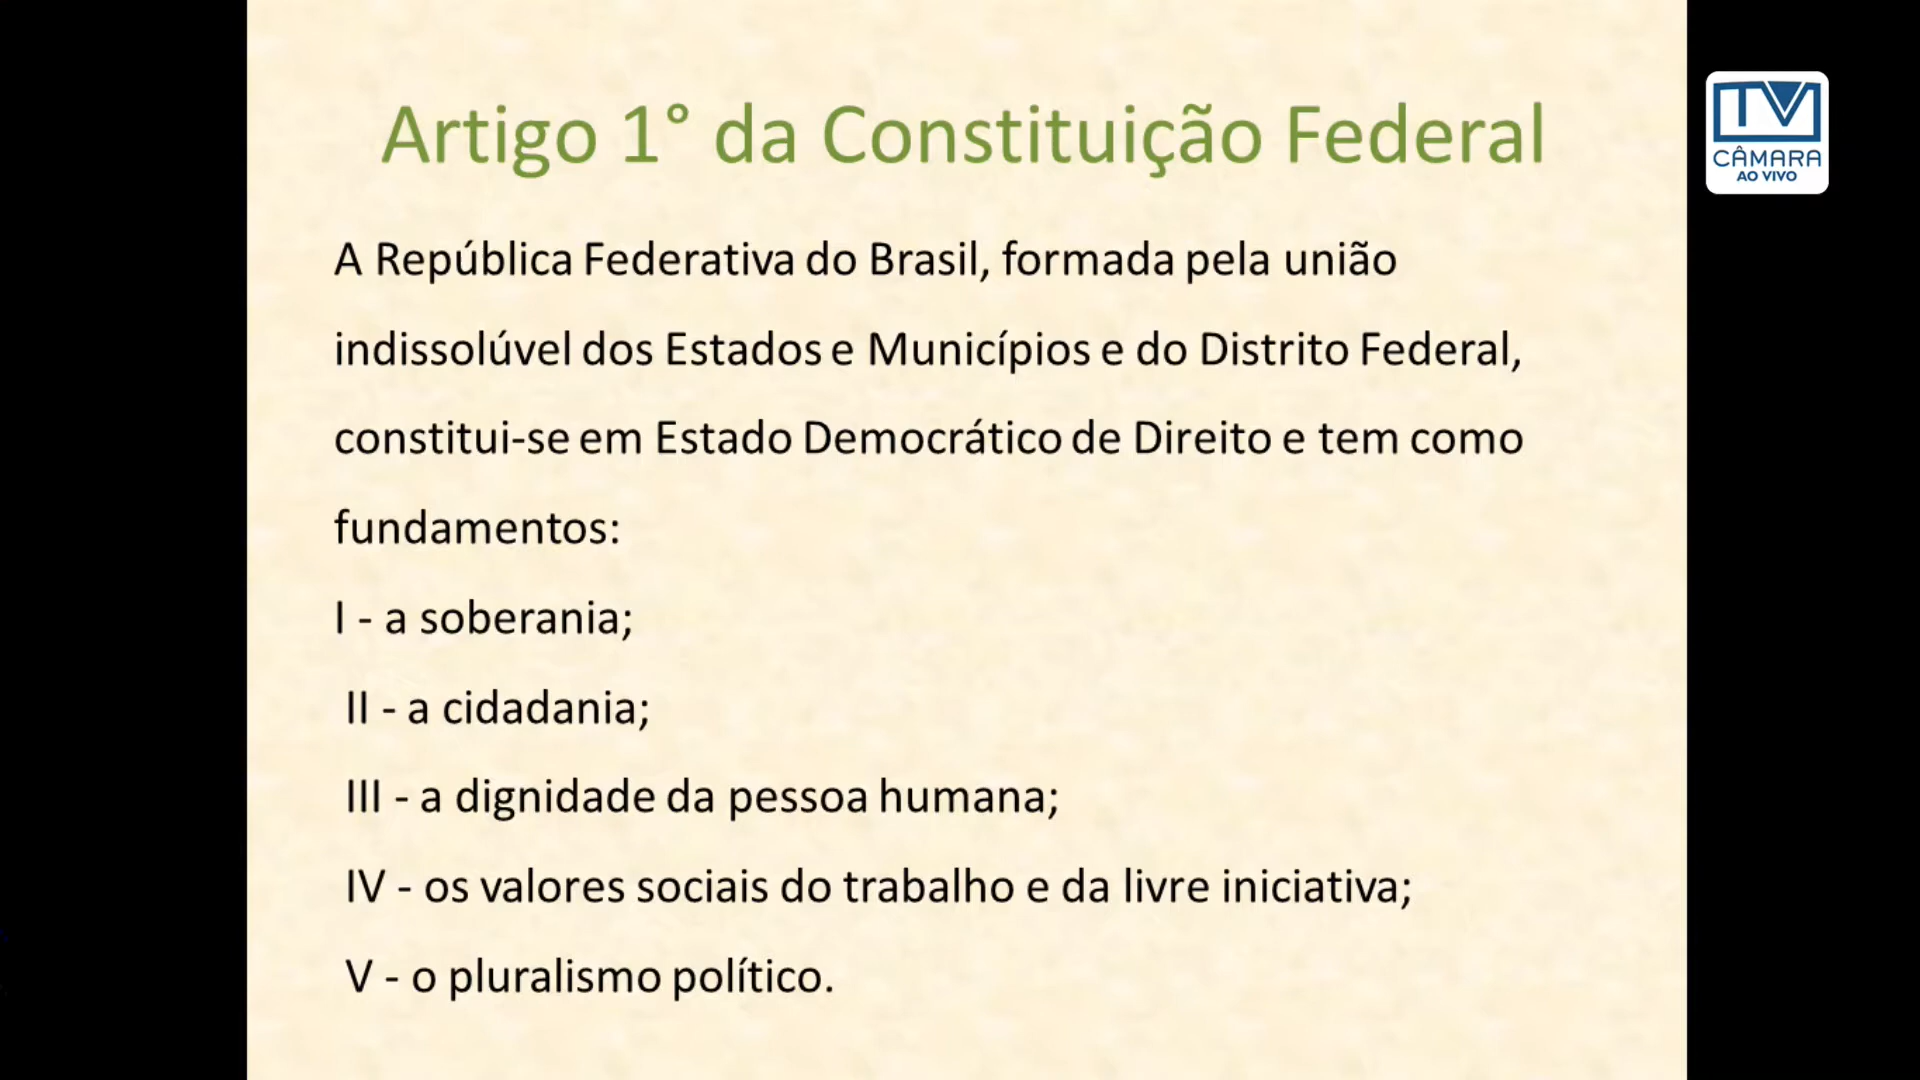 Artigo 1° da Constituição Federal
TV
CÂMARA
AO VIVO
A República Federativa do Brasil, formada pela união
indissolúvel dos Estados e Municípios e do Distrito Federal,
constitui-se em Estado Democrático de Direito e tem como
fundamentos:
I - a soberania;
II - a cidadania;
III - a dignidade da pessoa humana;
IV - os valores sociais do trabalho e da livre iniciativa;
V - o pluralismo político.